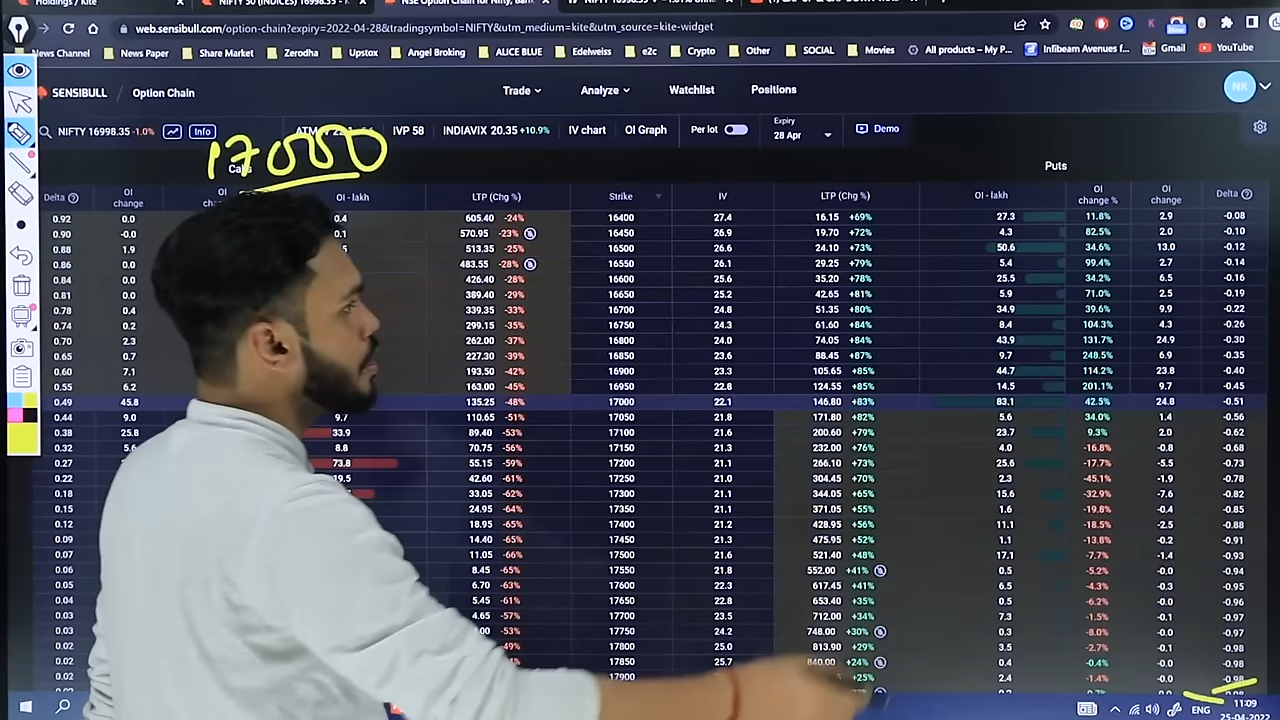 Holdings / Kite NIFTY 50 (INDICES) 16998.35 NSE Option Chain for Nifty, Bank
web.sensibull.com/option-chain?expiry=2022-04-28&tradingsymbol=NIFTY&utm_medium=kite&utm_source=kite-widget
News Channel News Paper Share Market Zerodha Upstox Angel Broking ALICE BLUE Edelweiss e2c Crypto Other SOCIAL Movies All products – My P... Infibeam Avenues f... Gmail YouTube
SENSIBULL / Option Chain Trade Analyze Watchlist Positions NK
NIFTY 16998.35 -1.0% Info IVP 58 INDIAVIX 20.35 +10.9% IV chart OI Graph Per lot Expiry 28 Apr Demo
17000
Puts
Delta OI change OI - lakh LTP (Chg %) Strike IV LTP (Chg %) OI - lakh OI change % OI change Delta
0.92 0.0 0.4 605.40 -24% 16400 27.4 16.15 +69% 27.3 11.8% 2.9 -0.08
0.90 -0.0 0.1 570.95 -23% 16450 26.9 19.70 +72% 4.3 82.5% 2.0 -0.10
0.88 1.9 513.35 -25% 16500 26.6 24.10 +73% 50.6 34.6% 13.0 -0.12
0.86 0.0 483.55 -28% 16550 26.1 29.25 +79% 5.4 99.4% 2.7 -0.14
0.84 0.0 426.40 -28% 16600 25.6 35.20 +78% 25.5 34.2% 6.5 -0.16
0.81 0.0 389.40 -29% 16650 25.2 42.65 +81% 5.9 71.0% 2.5 -0.19
0.78 0.4 339.35 -33% 16700 24.8 51.35 +80% 34.9 39.6% 9.9 -0.22
0.74 0.2 299.15 -35% 16750 24.3 61.60 +84% 8.4 104.3% 4.3 -0.26
0.70 2.3 262.00 -37% 16800 24.0 74.05 +84% 43.9 131.7% 24.9 -0.30
0.65 0.7 227.30 -39% 16850 23.6 88.45 +87% 9.7 248.5% 6.9 -0.35
0.60 7.1 193.50 -42% 16900 23.3 105.65 +85% 44.7 114.2% 23.8 -0.40
0.55 6.2 163.00 -45% 16950 22.8 124.55 +85% 14.5 201.1% 9.7 -0.45
0.49 45.8 135.25 -48% 17000 22.1 146.80 +83% 83.1 42.5% 24.8 -0.51
0.44 9.0 9.7 110.65 -51% 17050 21.8 171.80 +82% 5.6 34.0% 1.4 -0.56
0.38 25.8 33.9 89.40 -53% 17100 21.6 200.60 +79% 23.7 9.3% 2.0 -0.62
0.32 8.8 70.75 -56% 17150 21.3 232.00 +76% 4.0 -16.8% -0.8 -0.68
0.27 73.8 55.15 -59% 17200 21.1 266.10 +73% 25.6 -17.7% -5.5 -0.73
0.22 42.60 -61% 17250 21.0 304.45 +70% 2.3 -45.1% -1.9 -0.78
0.18 33.05 -62% 17300 21.1 344.05 +65% 15.6 -32.9% -7.6 -0.82
0.15 24.95 -64% 17350 21.1 371.05 +55% 1.6 -19.8% -0.4 -0.85
0.12 18.95 -65% 17400 21.2 428.95 +56% 11.1 -18.5% -2.5 -0.88
0.09 14.40 -65% 17450 21.3 475.95 +52% 1.1 -13.8% -0.2 -0.91
0.07 11.05 -66% 17500 21.6 521.40 +48% 17.1 -7.7% -1.4 -0.93
0.06 8.45 -65% 17550 21.8 552.00 +41% 0.5 -5.2% -0.0 -0.94
0.05 6.70 -63% 17600 22.3 617.45 +41% 6.5 -4.3% -0.3 -0.95
0.04 5.45 -61% 17650 22.8 653.40 +35% 0.5 -6.2% -0.0 -0.96
0.04 4.65 -57% 17700 23.5 712.00 +34% 7.3 -1.5% -0.1 -0.97
0.03 -53% 17750 24.2 748.00 +30% 0.3 -8.0% -0.0 -0.97
0.02 17800 25.0 813.90 +29% 3.5 -2.7% -0.1 -0.98
0.02 17850 25.7 840.00 +24% 0.4 -0.4% -0.0 -0.98
0.02 17900 +25% 2.4 -1.4% -0.0 -0.98
ENG 11:09
25-04-2022